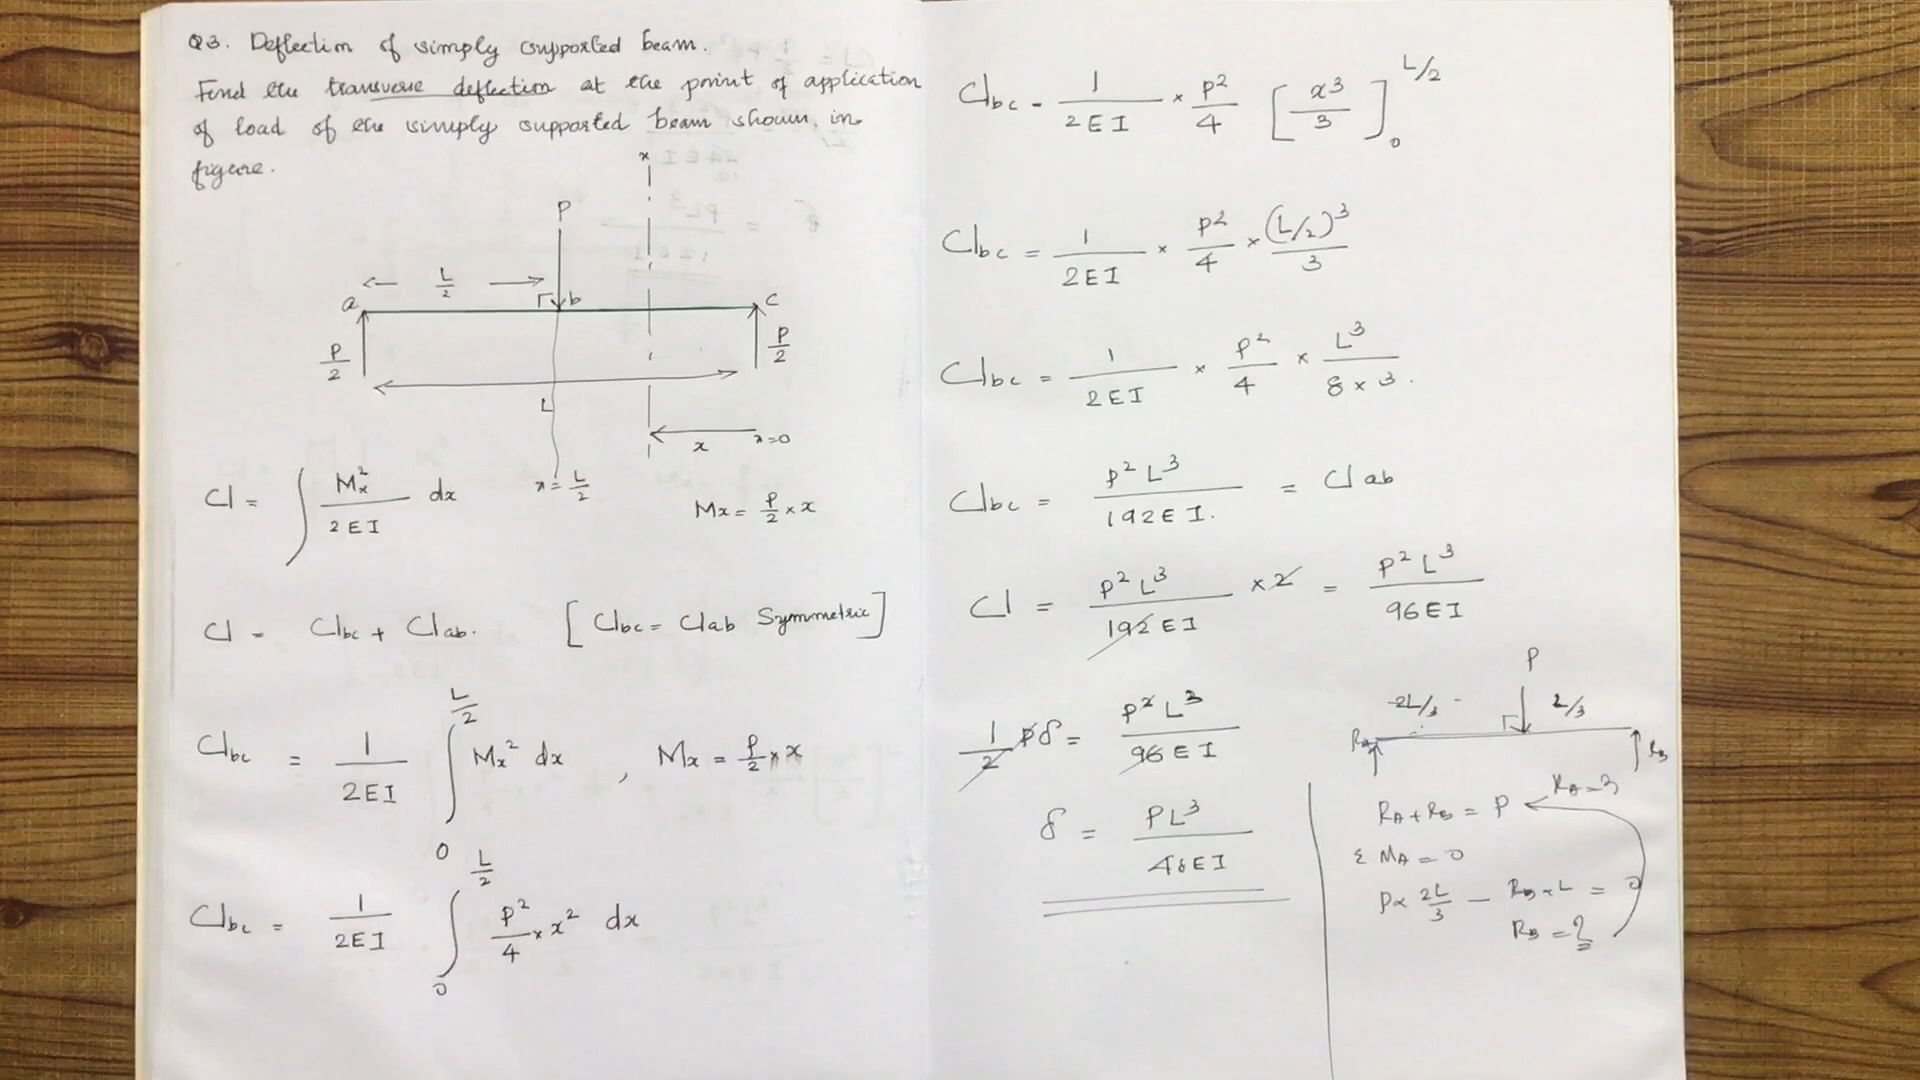 Q3. Deflection of simply supported beam.
Find the transverse deflection at the point of application
of load of the simply supported beam shown in
figure.
x
P
L/2
a
b
c
P/2
P/2
L
x
x=0
x = L/2
U = ∫ Mx²/2EI dx
Mx = P/2 × x
U = Ubc + Uab. [Ubc = Uab Symmetric]
Ubc = 1/2EI ∫₀^(L/2) Mx² dx , Mx = P/2 × x
Ubc = 1/2EI ∫₀^(L/2) P²/4 × x² dx
Ubc = 1/2EI × P²/4 [x³/3]₀^(L/2)
Ubc = 1/2EI × P²/4 × (L/2)³/3
Ubc = 1/2EI × P²/4 × L³/8×3.
Ubc = P²L³/192EI. = Uab
U = P²L³/192EI × 2 = P²L³/96EI
1/2 Pδ = P²L³/96EI
δ = PL³/48EI
P
2L/3
L/3
RA
RB
RA = ?
RA + RB = P
Σ MA = 0
P× 2L/3 − RB × L = 0
RB = ?